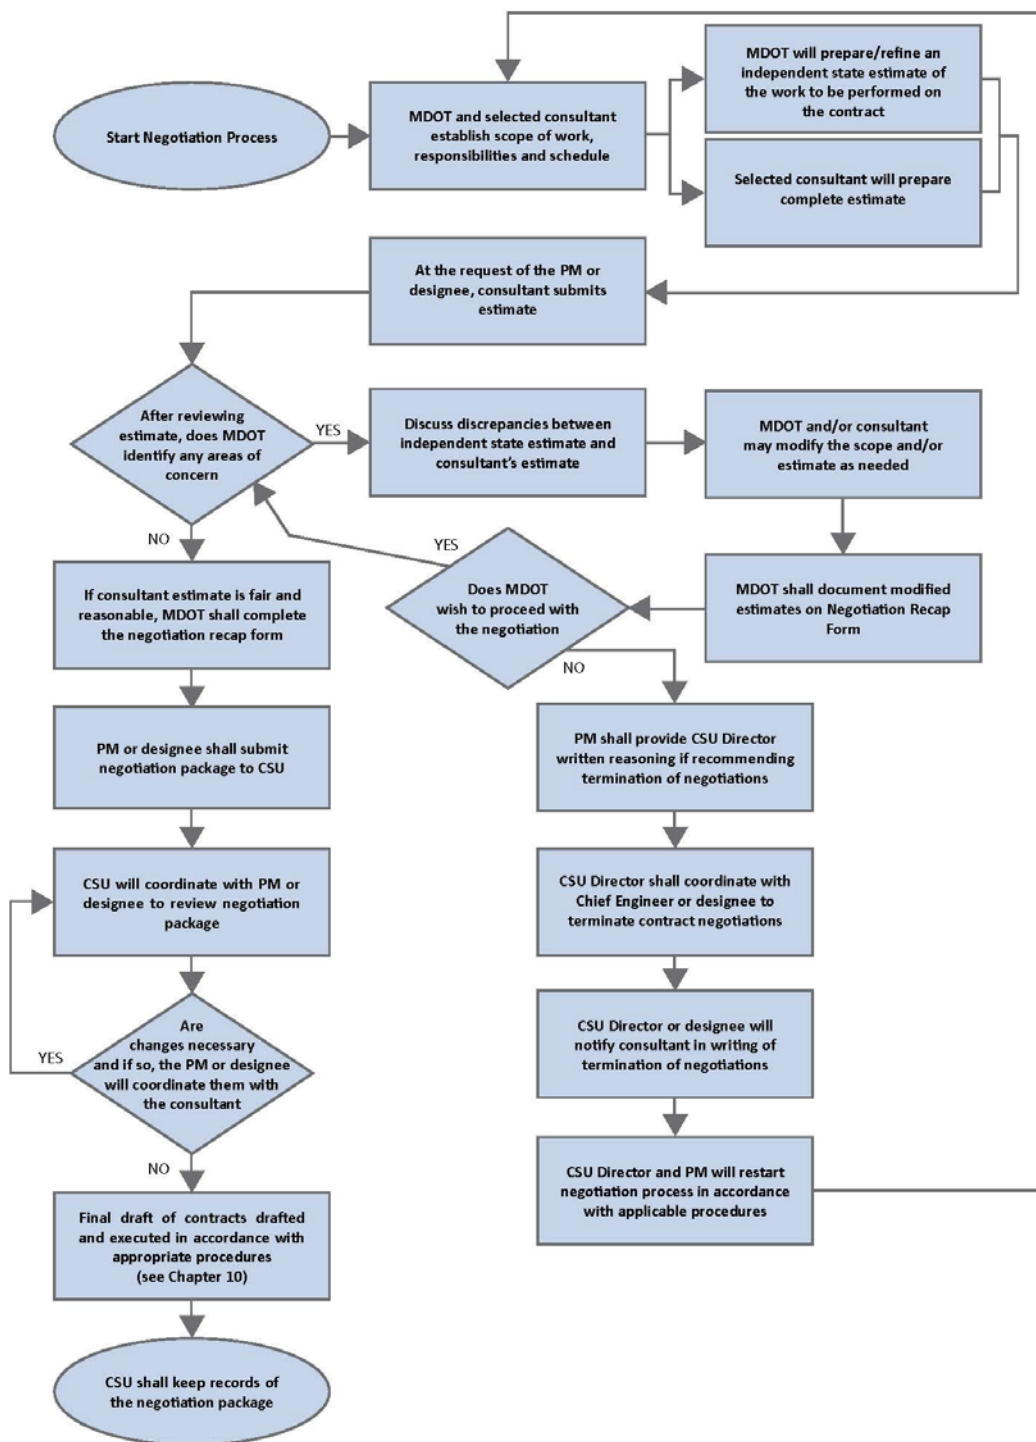 Start Negotiation Process
MDOT and selected consultant
establish scope of work,
responsibilities and schedule
MDOT will prepare/refine an
independent state estimate of
the work to be performed on
the contract
Selected consultant will prepare
complete estimate
At the request of the PM or
designee, consultant submits
estimate
After reviewing
estimate, does MDOT
identify any areas of
concern
YES
Discuss discrepancies between
independent state estimate and
consultant's estimate
MDOT and/or consultant
may modify the scope and/or
estimate as needed
MDOT shall document modified
estimates on Negotiation Recap
Form
Does MDOT
wish to proceed with
the negotiation
YES
NO
NO
If consultant estimate is fair and
reasonable, MDOT shall complete
the negotiation recap form
PM or designee shall submit
negotiation package to CSU
CSU will coordinate with PM or
designee to review negotiation
package
Are
changes necessary
and if so, the PM or designee
will coordinate them with
the consultant
YES
NO
Final draft of contracts drafted
and executed in accordance with
appropriate procedures
(see Chapter 10)
CSU shall keep records of
the negotiation package
PM shall provide CSU Director
written reasoning if recommending
termination of negotiations
CSU Director shall coordinate with
Chief Engineer or designee to
terminate contract negotiations
CSU Director or designee will
notify consultant in writing of
termination of negotiations
CSU Director and PM will restart
negotiation process in accordance
with applicable procedures